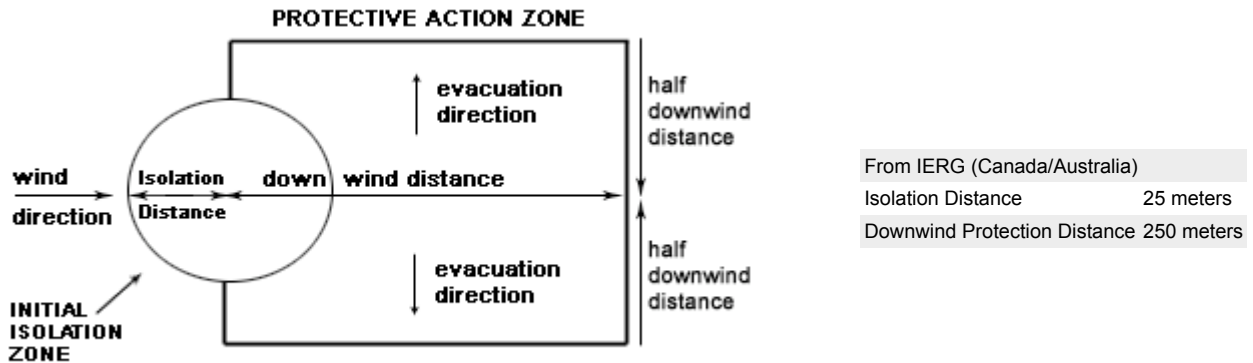 PROTECTIVE ACTION ZONE
evacuation
direction
half
downwind
distance
wind
direction
Isolation
Distance
down wind distance
evacuation
direction
half
downwind
distance
INITIAL
ISOLATION
ZONE
From IERG (Canada/Australia)
Isolation Distance 25 meters
Downwind Protection Distance 250 meters